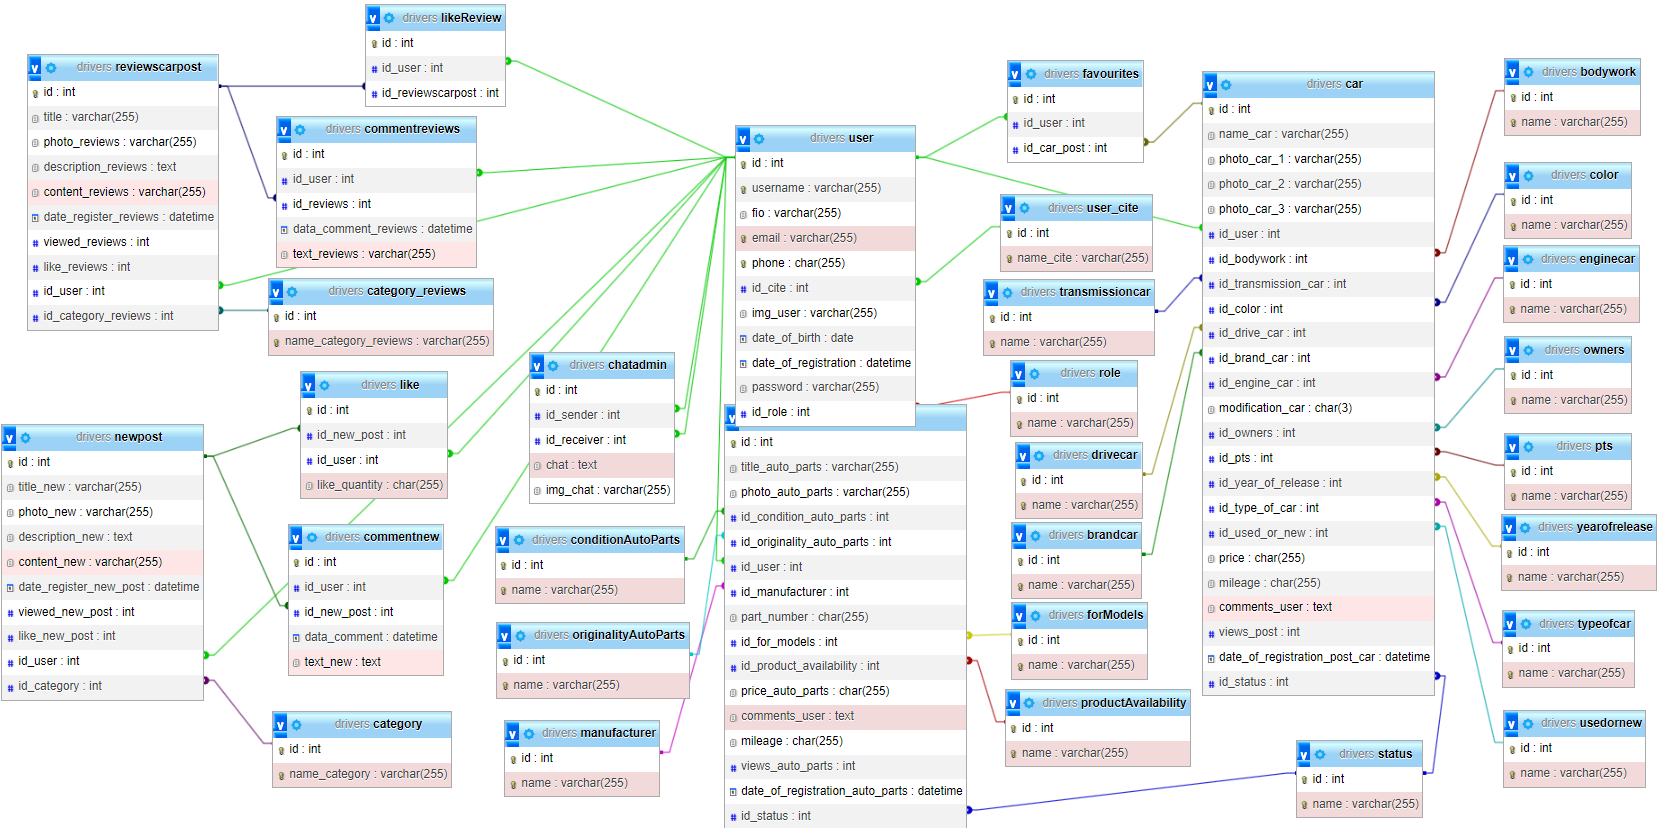 drivers likeReview
id : int
id_user : int
id_reviewscarpost : int
drivers reviewscarpost
id : int
title : varchar(255)
photo_reviews : varchar(255)
description_reviews : text
content_reviews : varchar(255)
date_register_reviews : datetime
viewed_reviews : int
like_reviews : int
id_user : int
id_category_reviews : int
drivers commentreviews
id : int
id_user : int
id_reviews : int
data_comment_reviews : datetime
text_reviews : varchar(255)
drivers category_reviews
id : int
name_category_reviews : varchar(255)
drivers like
id : int
id_new_post : int
id_user : int
like_quantity : char(255)
drivers newpost
id : int
title_new : varchar(255)
photo_new : varchar(255)
description_new : text
content_new : varchar(255)
date_register_new_post : datetime
viewed_new_post : int
like_new_post : int
id_user : int
id_category : int
drivers commentnew
id : int
id_user : int
id_new_post : int
data_comment : datetime
text_new : text
drivers category
id : int
name_category : varchar(255)
drivers chatadmin
id : int
id_sender : int
id_receiver : int
chat : text
img_chat : varchar(255)
drivers conditionAutoParts
id : int
name : varchar(255)
drivers originalityAutoParts
id : int
name : varchar(255)
drivers manufacturer
id : int
name : varchar(255)
drivers user
id : int
username : varchar(255)
fio : varchar(255)
email : varchar(255)
phone : char(255)
id_cite : int
img_user : varchar(255)
date_of_birth : date
date_of_registration : datetime
password : varchar(255)
id_role : int
id : int
title_auto_parts : varchar(255)
photo_auto_parts : varchar(255)
id_condition_auto_parts : int
id_originality_auto_parts : int
id_user : int
id_manufacturer : int
part_number : char(255)
id_for_models : int
id_product_availability : int
price_auto_parts : char(255)
comments_user : text
mileage : char(255)
views_auto_parts : int
date_of_registration_auto_parts : datetime
id_status : int
drivers favourites
id : int
id_user : int
id_car_post : int
drivers user_cite
id : int
name_cite : varchar(255)
drivers transmissioncar
id : int
name : varchar(255)
drivers role
id : int
name : varchar(255)
drivers drivecar
id : int
name : varchar(255)
drivers brandcar
id : int
name : varchar(255)
drivers forModels
id : int
name : varchar(255)
drivers productAvailability
id : int
name : varchar(255)
drivers car
id : int
name_car : varchar(255)
photo_car_1 : varchar(255)
photo_car_2 : varchar(255)
photo_car_3 : varchar(255)
id_user : int
id_bodywork : int
id_transmission_car : int
id_color : int
id_drive_car : int
id_brand_car : int
id_engine_car : int
modification_car : char(3)
id_owners : int
id_pts : int
id_year_of_release : int
id_type_of_car : int
id_used_or_new : int
price : char(255)
mileage : char(255)
comments_user : text
views_post : int
date_of_registration_post_car : datetime
id_status : int
drivers status
id : int
name : varchar(255)
drivers bodywork
id : int
name : varchar(255)
drivers color
id : int
name : varchar(255)
drivers enginecar
id : int
name : varchar(255)
drivers owners
id : int
name : varchar(255)
drivers pts
id : int
name : varchar(255)
drivers yearofrelease
id : int
name : varchar(255)
drivers typeofcar
id : int
name : varchar(255)
drivers usedornew
id : int
name : varchar(255)